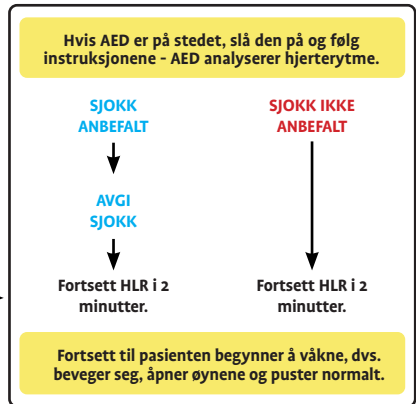 Hvis AED er på stedet, slå den på og følg
instruksjonene - AED analyserer hjerterytme.
SJOKK
ANBEFALT
AVGI
SJOKK
Fortsett HLR i 2
minutter.
SJOKK IKKE
ANBEFALT
Fortsett HLR i 2
minutter.
Fortsett til pasienten begynner å våkne, dvs.
beveger seg, åpner øynene og puster normalt.